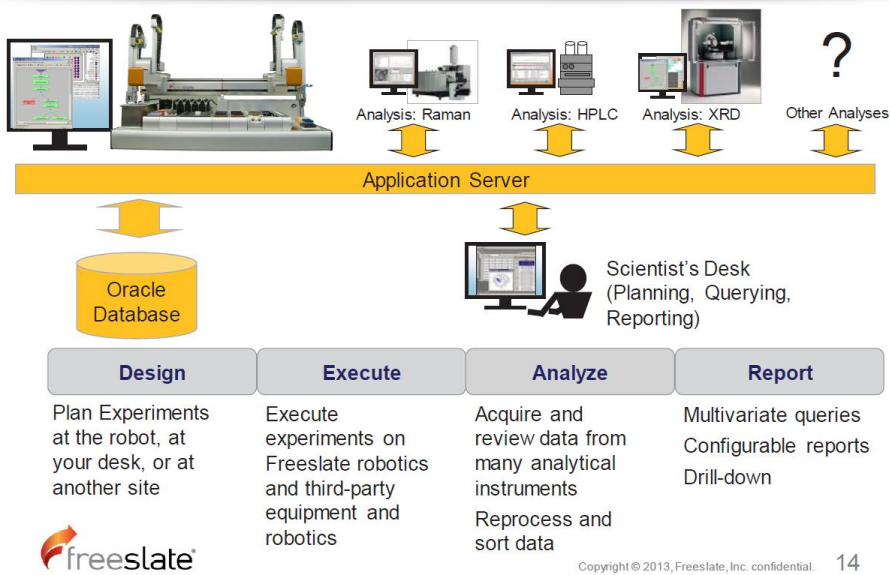 Analysis: Raman
Analysis: HPLC
Analysis: XRD
?
Other Analyses
Application Server
Oracle
Database
Scientist's Desk
(Planning, Querying,
Reporting)
Design
Execute
Analyze
Report
Plan Experiments
at the robot, at
your desk, or at
another site
Execute
experiments on
Freeslate robotics
and third-party
equipment and
robotics
Acquire and
review data from
many analytical
instruments
Reprocess and
sort data
Multivariate queries
Configurable reports
Drill-down
freeslate
Copyright © 2013, Freeslate, Inc. confidential.
14